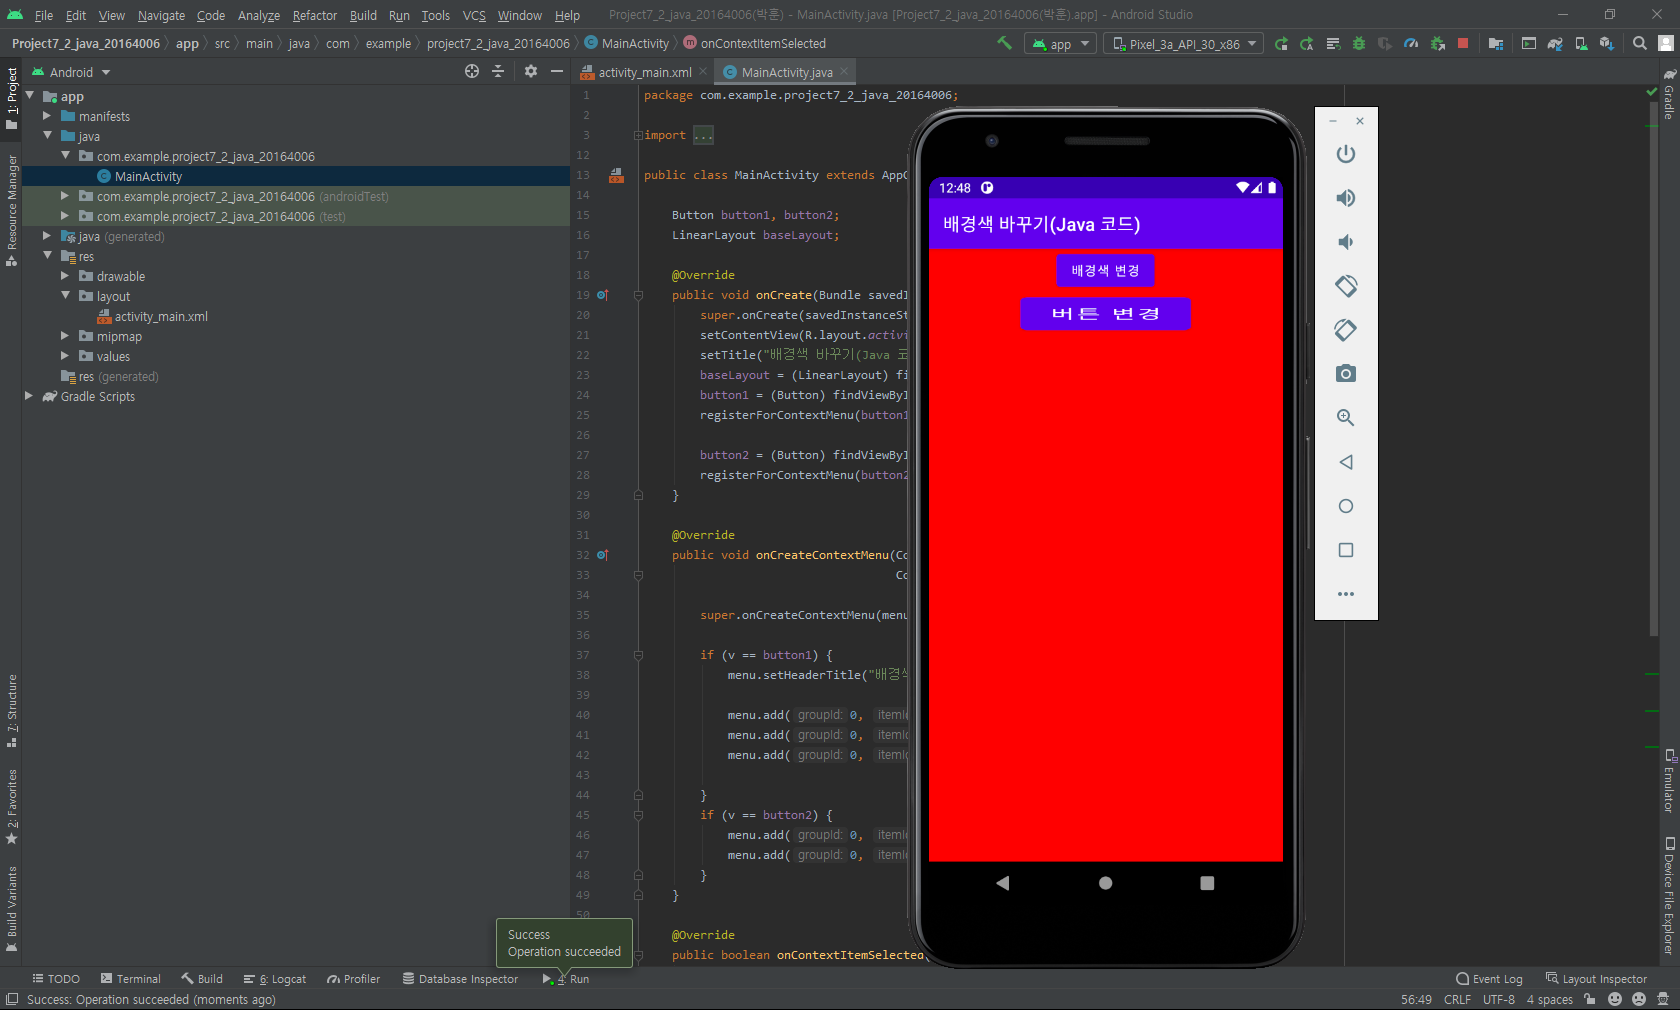 File Edit View Navigate Code Analyze Refactor Build Run Tools VCS Window Help Project7_2_java_20164006(박훈) - MainActivity.java [Project7_2_java_20164006(박훈).app] - Android Studio
Project7_2_java_20164006 app src main java com example project7_2_java_20164006 MainActivity onContextItemSelected app Pixel_3a_API_30_x86
Android
activity_main.xml MainActivity.java
app
manifests
java
com.example.project7_2_java_20164006
MainActivity
com.example.project7_2_java_20164006 (androidTest)
com.example.project7_2_java_20164006 (test)
java (generated)
res
drawable
layout
activity_main.xml
mipmap
values
res (generated)
Gradle Scripts
1: Project
Resource Manager
7: Structure
2: Favorites
Build Variants
1 package com.example.project7_2_java_20164006;
2
3 import ...
12
13 public class MainActivity extends AppC
14
15 Button button1, button2;
16 LinearLayout baseLayout;
17
18 @Override
19 public void onCreate(Bundle savedI
20 super.onCreate(savedInstanceSt
21 setContentView(R.layout.activi
22 setTitle("배경색 바꾸기(Java 코
23 baseLayout = (LinearLayout) fi
24 button1 = (Button) findViewByI
25 registerForContextMenu(button1
26
27 button2 = (Button) findViewByI
28 registerForContextMenu(button2
29 }
30
31 @Override
32 public void onCreateContextMenu(Co
33 Co
34
35 super.onCreateContextMenu(menu
36
37 if (v == button1) {
38 menu.setHeaderTitle("배경색
39
40 menu.add( groupId: 0, itemId
41 menu.add( groupId: 0, itemId
42 menu.add( groupId: 0, itemId
43
44 }
45 if (v == button2) {
46 menu.add( groupId: 0, itemId
47 menu.add( groupId: 0, itemId
48 }
49 }
50
@Override
public boolean onContextItemSelected(
12:48
배경색 바꾸기(Java 코드)
배경색 변경
버튼 변경
Gradle
Emulator
Device File Explorer
Success
Operation succeeded
TODO Terminal Build 6: Logcat Profiler Database Inspector 4: Run Event Log Layout Inspector
Success: Operation succeeded (moments ago) 56:49 CRLF UTF-8 4 spaces